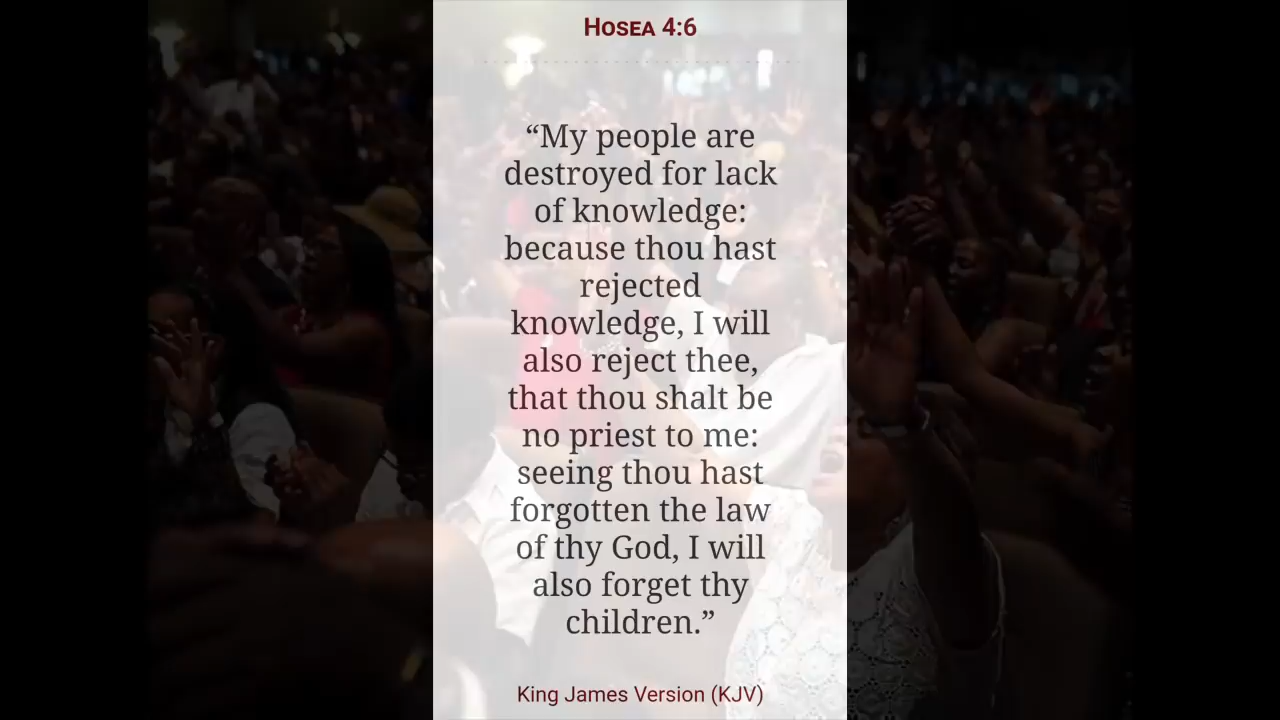 Hosea 4:6
“My people are
destroyed for lack
of knowledge:
because thou hast
rejected
knowledge, I will
also reject thee,
that thou shalt be
no priest to me:
seeing thou hast
forgotten the law
of thy God, I will
also forget thy
children.”
King James Version (KJV)